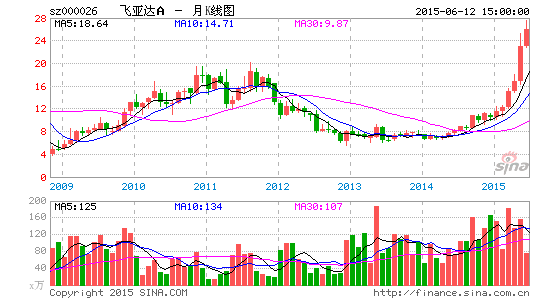 sz000026 飞亚达A － 月K线图 2015-06-12 15:00:00
MA5:18.64 MA10:14.71 MA30:9.87
28
24
20
16
12
8
4
0
sina
2009 2010 2011 2012 2013 2014 2015
MA5:125 MA10:134 MA30:107
200
160
120
80
40
x万
Copyright 2015 SINA.COM http://finance.sina.com.cn